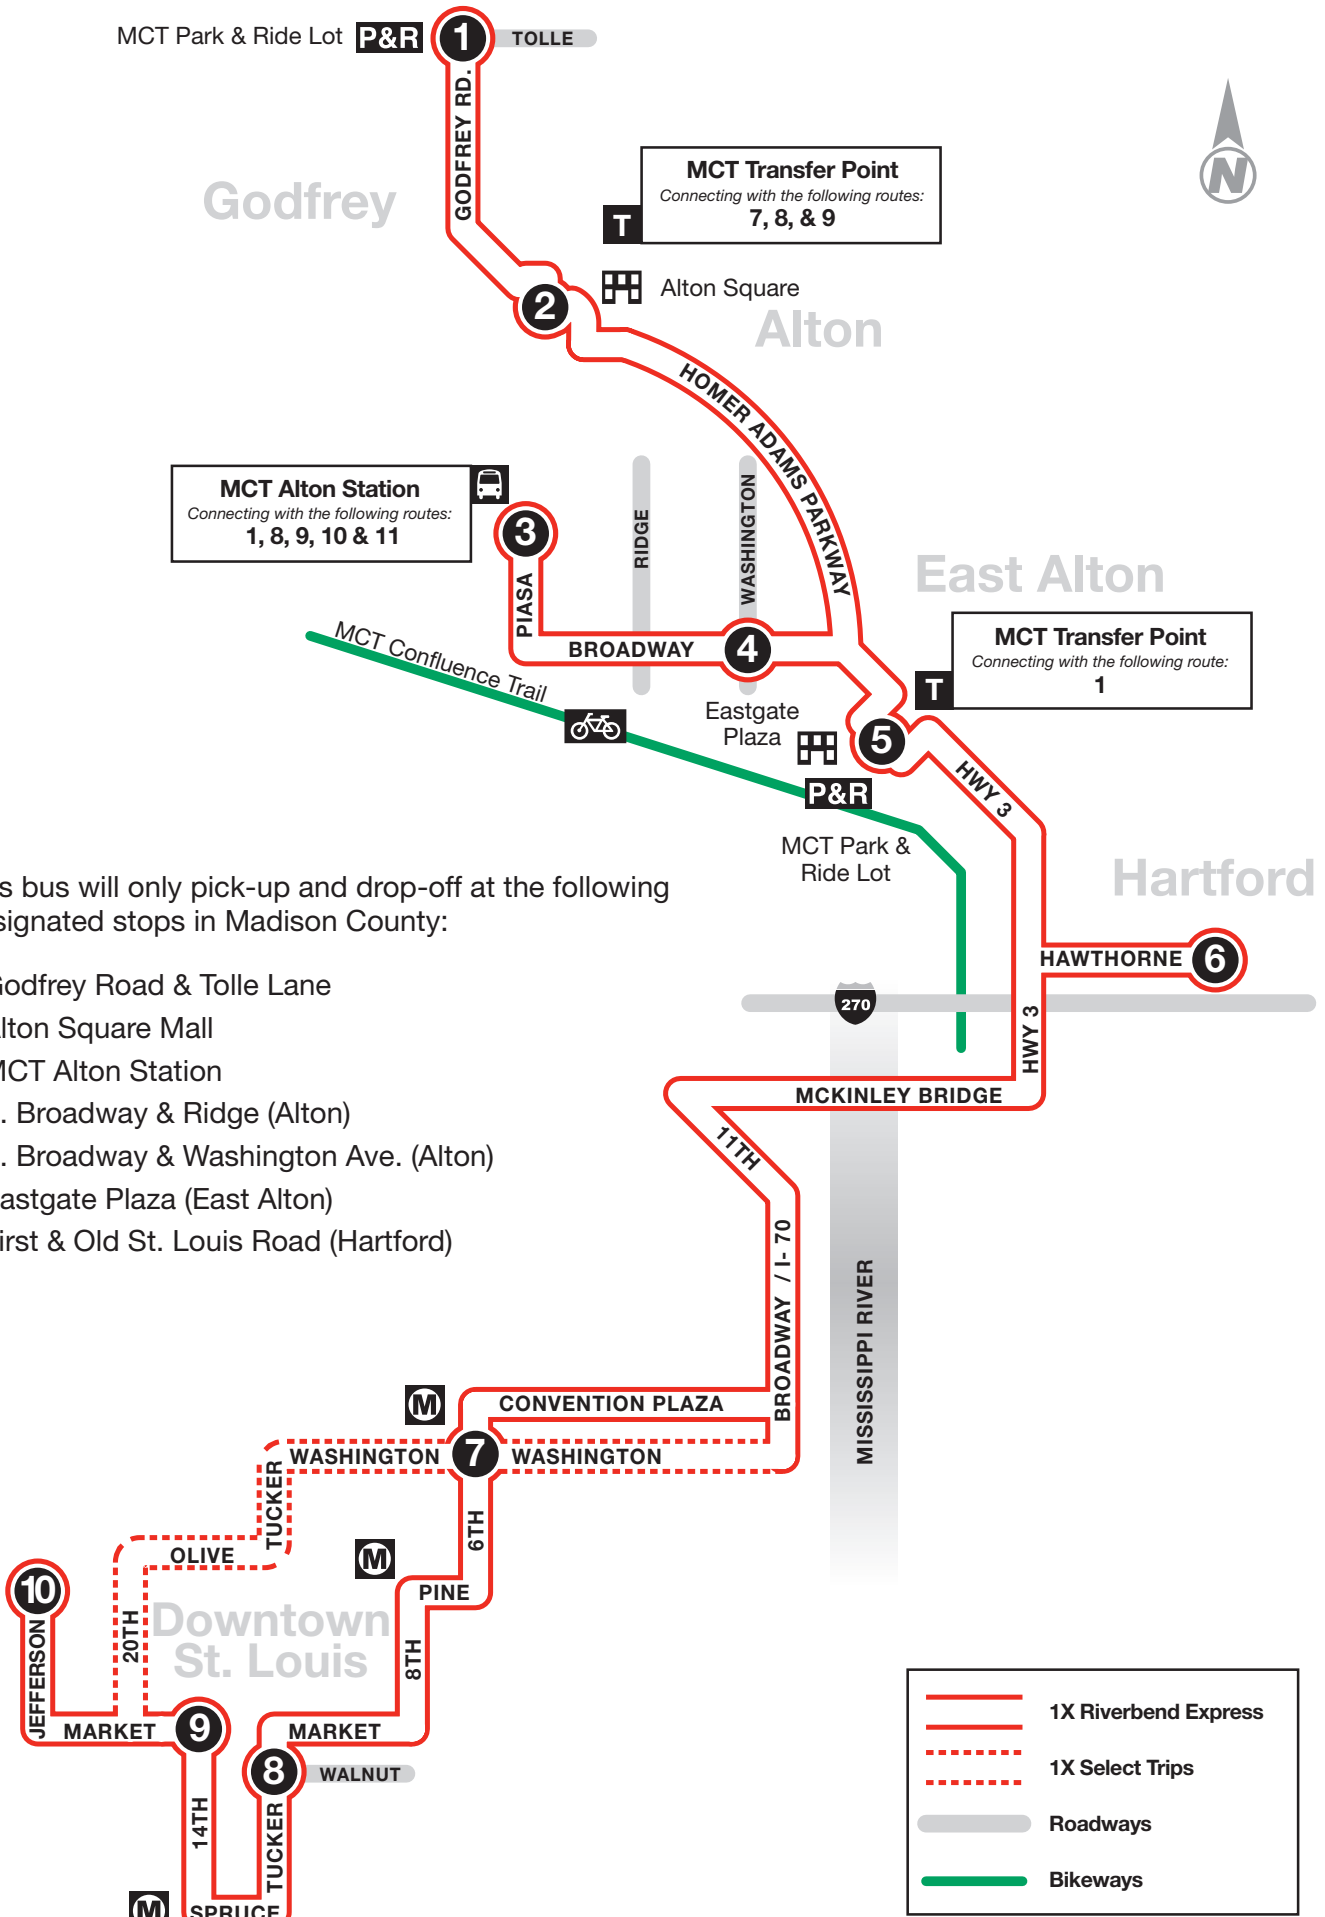 MCT Park & Ride Lot P&R 1 TOLLE
GODFREY RD.
N
Godfrey
MCT Transfer Point
Connecting with the following routes:
7, 8, & 9
T
2
Alton Square
Alton
HOMER ADAMS PARKWAY
MCT Alton Station
Connecting with the following routes:
1, 8, 9, 10 & 11
3
PIASA
RIDGE
WASHINGTON
BROADWAY
4
East Alton
MCT Transfer Point
Connecting with the following route:
1
T
MCT Confluence Trail
Eastgate
Plaza
5
P&R
MCT Park &
Ride Lot
HWY 3
Hartford
HAWTHORNE 6
s bus will only pick-up and drop-off at the following
signated stops in Madison County:
odfrey Road & Tolle Lane
lton Square Mall
MCT Alton Station
. Broadway & Ridge (Alton)
. Broadway & Washington Ave. (Alton)
astgate Plaza (East Alton)
irst & Old St. Louis Road (Hartford)
270
HWY 3
MCKINLEY BRIDGE
11TH
BROADWAY / I- 70
MISSISSIPPI RIVER
M
CONVENTION PLAZA
WASHINGTON 7 WASHINGTON
TUCKER
OLIVE
6TH
M
PINE
10
JEFFERSON
20TH
Downtown
St. Louis
8TH
MARKET 9 MARKET
8 WALNUT
14TH
TUCKER
M
SPRUCE
1X Riverbend Express
1X Select Trips
Roadways
Bikeways